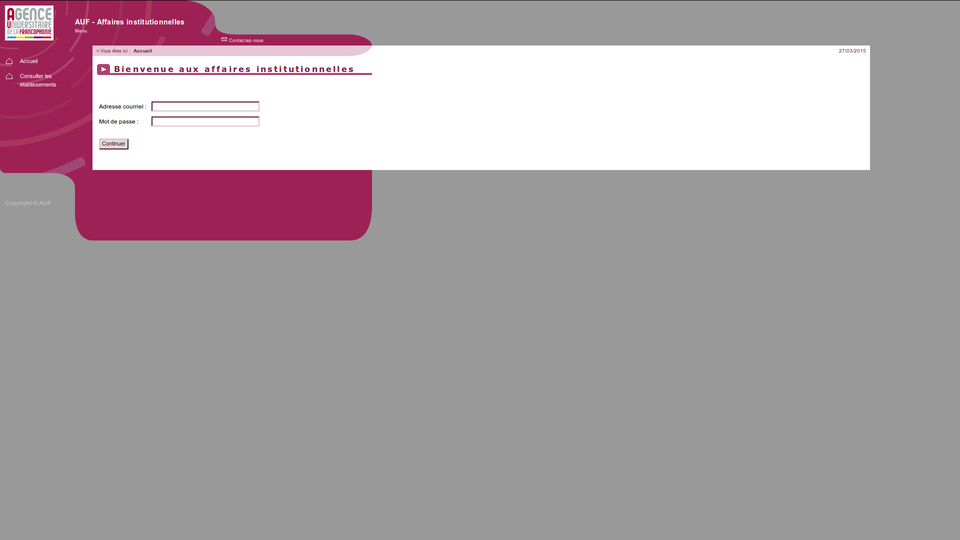 AGENCE
UNIVERSITAIRE
DE LA FRANCOPHONIE
AUF - Affaires institutionnelles
Menu
Contactez-nous
Accueil
Consulter les
établissements
» Vous êtes ici : Accueil
27/03/2015
Bienvenue aux affaires institutionnelles
Adresse courriel :
Mot de passe :
Continuer
Copyright © AUF